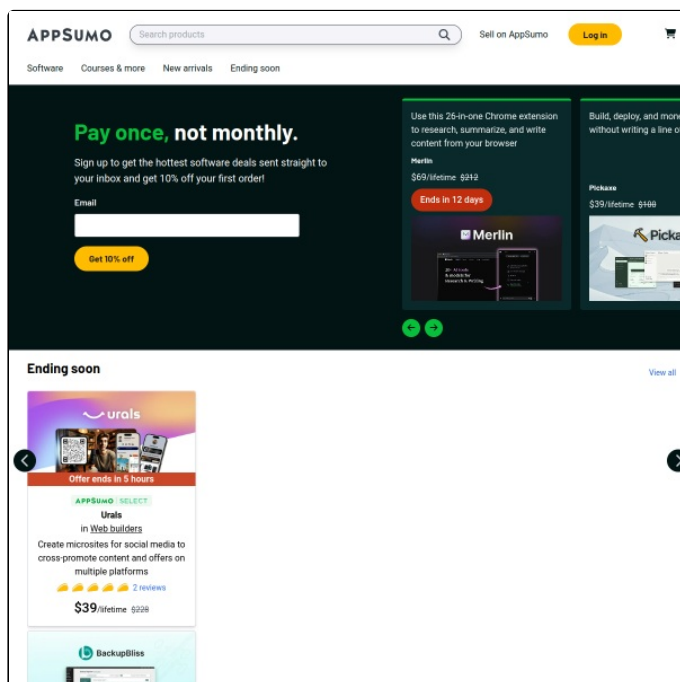 APPSUMO
Search products
Sell on AppSumo
Log in
Software
Courses & more
New arrivals
Ending soon
Pay once, not monthly.
Sign up to get the hottest software deals sent straight to
your inbox and get 10% off your first order!
Email
Get 10% off
Use this 26-in-one Chrome extension
to research, summarize, and write
content from your browser
Merlin
$69/lifetime $212
Ends in 12 days
Merlin
Build, deploy, and
without writing a line
Pickaxe
$39/lifetime $108
Ending soon
View all
urals
Offer ends in 5 hours
APPSUMO SELECT
Urals
in Web builders
Create microsites for social media to
cross-promote content and offers on
multiple platforms
2 reviews
$39/lifetime $228
BackupBliss